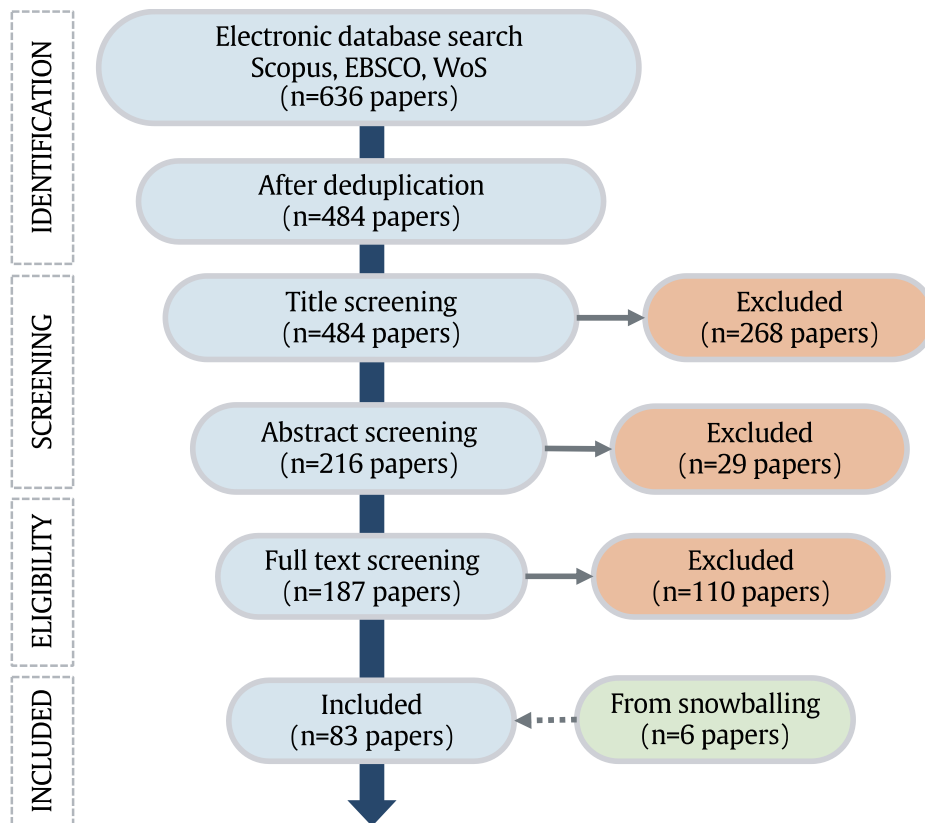 IDENTIFICATION
Electronic database search
Scopus, EBSCO, WoS
(n=636 papers)
After deduplication
(n=484 papers)
SCREENING
Title screening
(n=484 papers)
Excluded
(n=268 papers)
Abstract screening
(n=216 papers)
Excluded
(n=29 papers)
ELIGIBILITY
Full text screening
(n=187 papers)
Excluded
(n=110 papers)
INCLUDED
Included
(n=83 papers)
From snowballing
(n=6 papers)